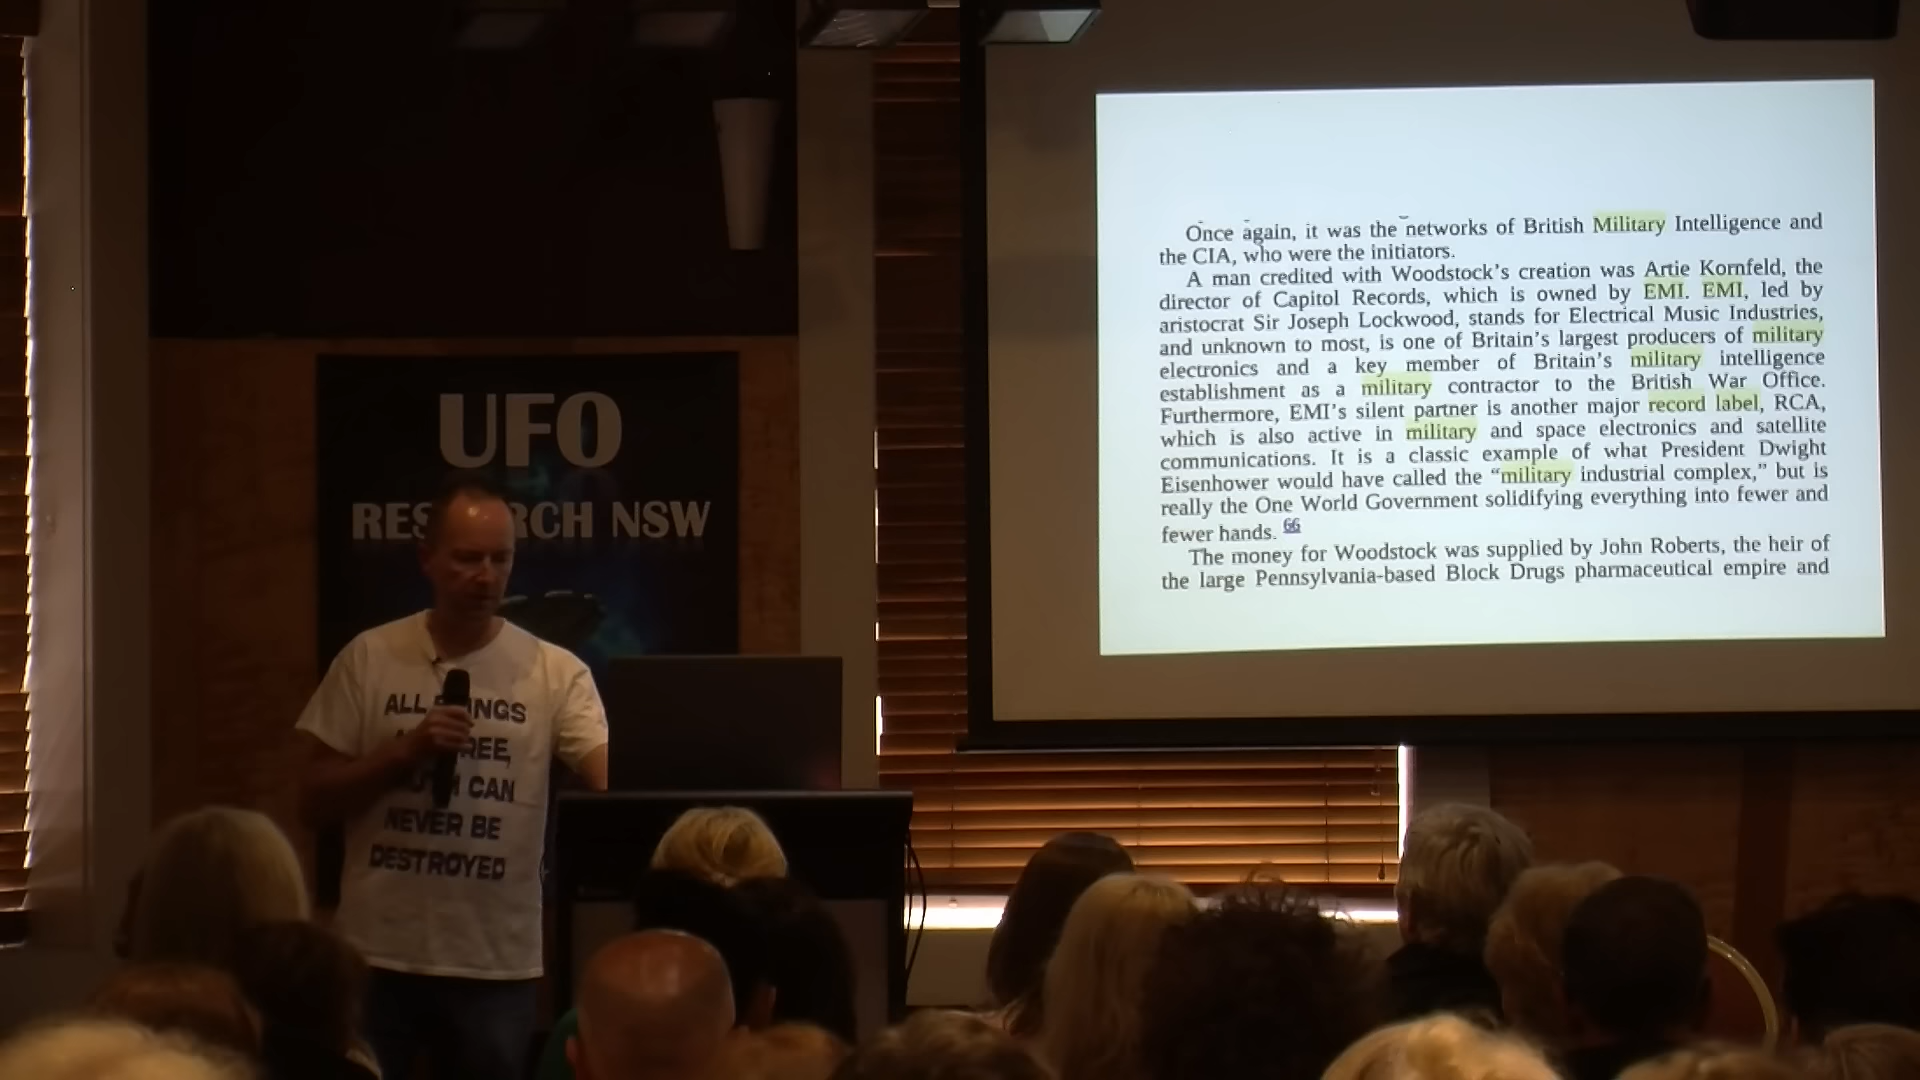 UFO
RES RCH NSW
ALL INGS
REE,
CAN
NEVER BE
DESTROYED
Once again, it was the networks of British Military Intelligence and
the CIA, who were the initiators.
A man credited with Woodstock's creation was Artie Kornfeld, the
director of Capitol Records, which is owned by EMI. EMI, led by
aristocrat Sir Joseph Lockwood, stands for Electrical Music Industries,
and unknown to most, is one of Britain's largest producers of military
electronics and a key member of Britain's military intelligence
establishment as a military contractor to the British War Office.
Furthermore, EMI's silent partner is another major record label, RCA,
which is also active in military and space electronics and satellite
communications. It is a classic example of what President Dwight
Eisenhower would have called the “military industrial complex,” but is
really the One World Government solidifying everything into fewer and
fewer hands. 66
The money for Woodstock was supplied by John Roberts, the heir of
the large Pennsylvania-based Block Drugs pharmaceutical empire and